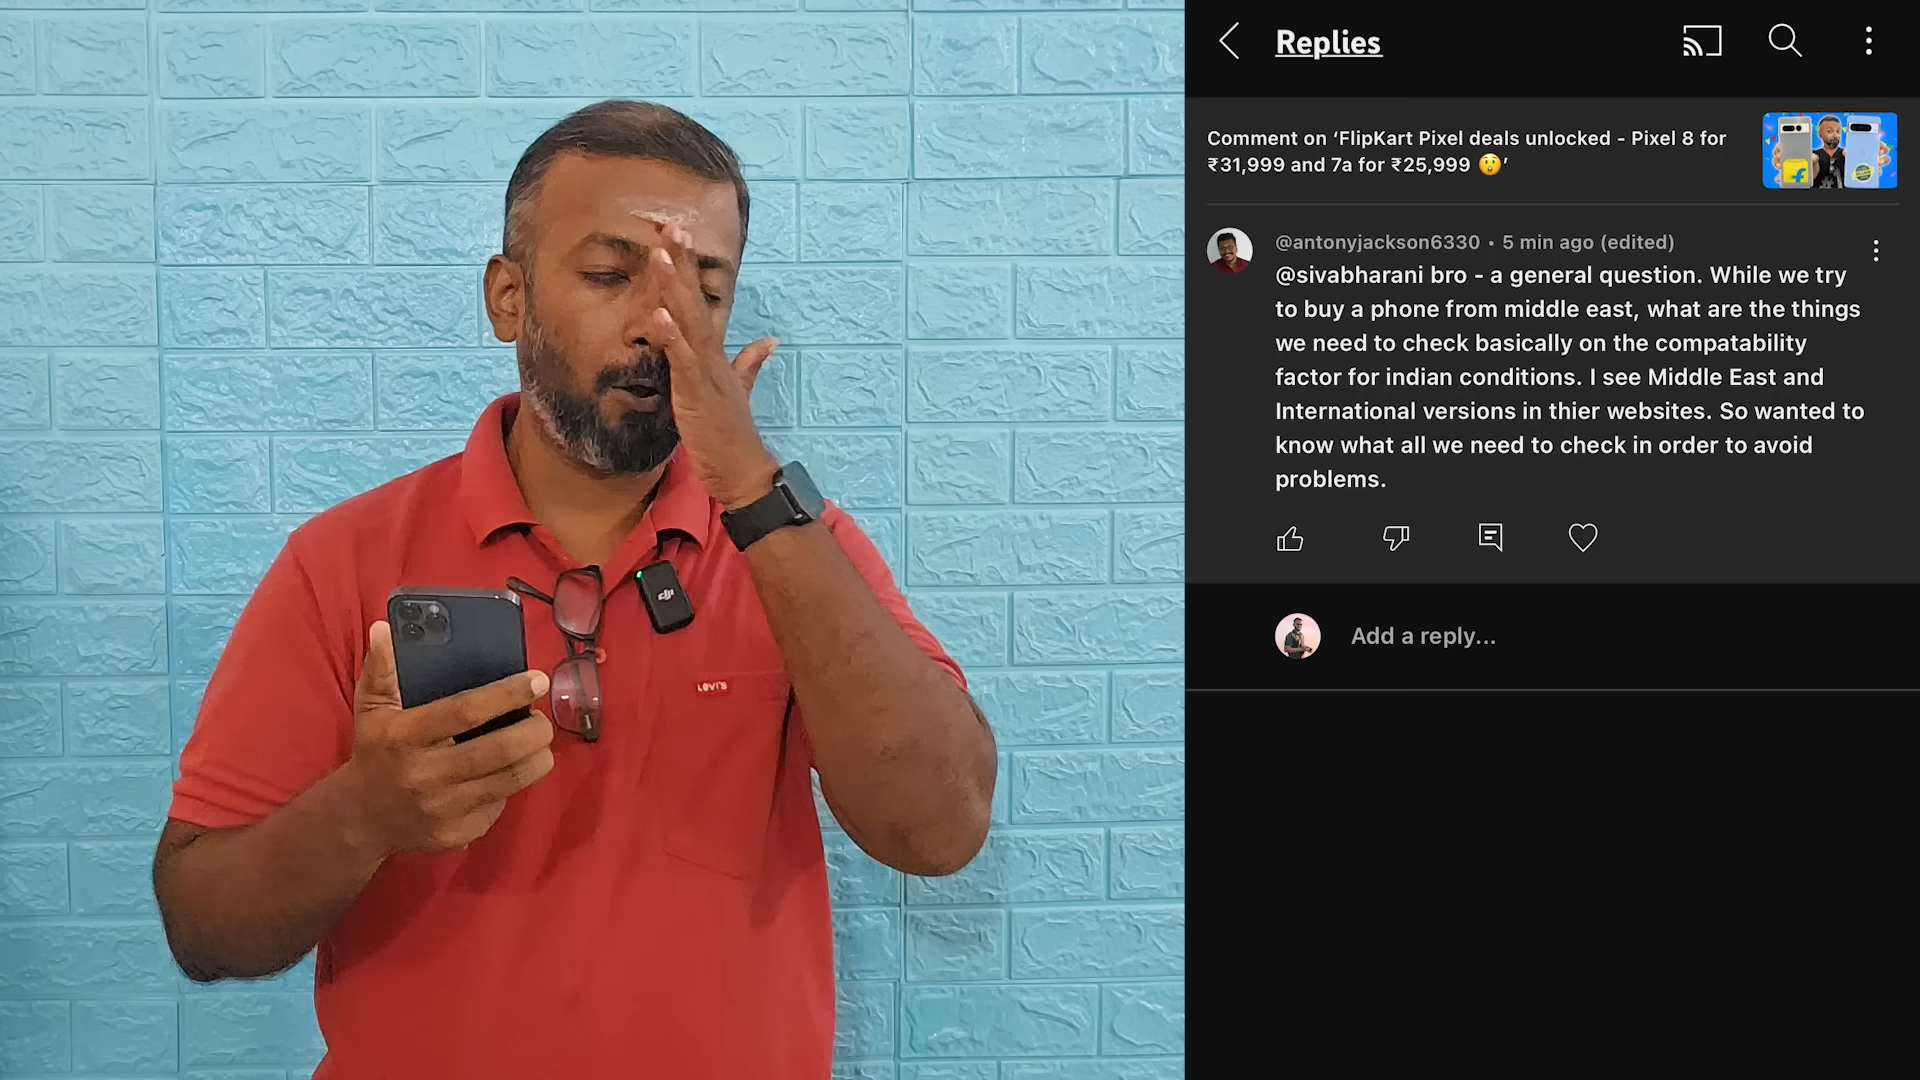 Replies
Comment on ‘FlipKart Pixel deals unlocked - Pixel 8 for
₹31,999 and 7a for ₹25,999 😲’
@antonyjackson6330 • 5 min ago (edited)
@sivabharani bro - a general question. While we try
to buy a phone from middle east, what are the things
we need to check basically on the compatability
factor for indian conditions. I see Middle East and
International versions in thier websites. So wanted to
know what all we need to check in order to avoid
problems.
Add a reply...
dji
Levi's